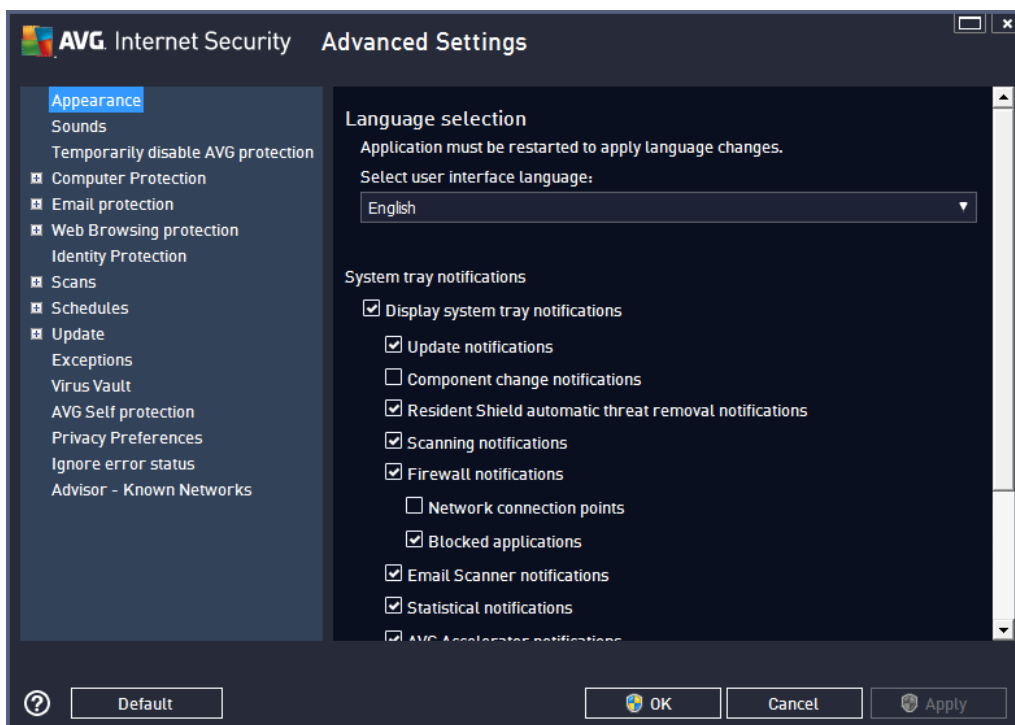 AVG. Internet Security Advanced Settings
Appearance
Sounds
Temporarily disable AVG protection
Computer Protection
Email protection
Web Browsing protection
Identity Protection
Scans
Schedules
Update
Exceptions
Virus Vault
AVG Self protection
Privacy Preferences
Ignore error status
Advisor - Known Networks
Language selection
Application must be restarted to apply language changes.
Select user interface language:
English
System tray notifications
Display system tray notifications
Update notifications
Component change notifications
Resident Shield automatic threat removal notifications
Scanning notifications
Firewall notifications
Network connection points
Blocked applications
Email Scanner notifications
Statistical notifications
AVG Accelerator notifications
? Default OK Cancel Apply